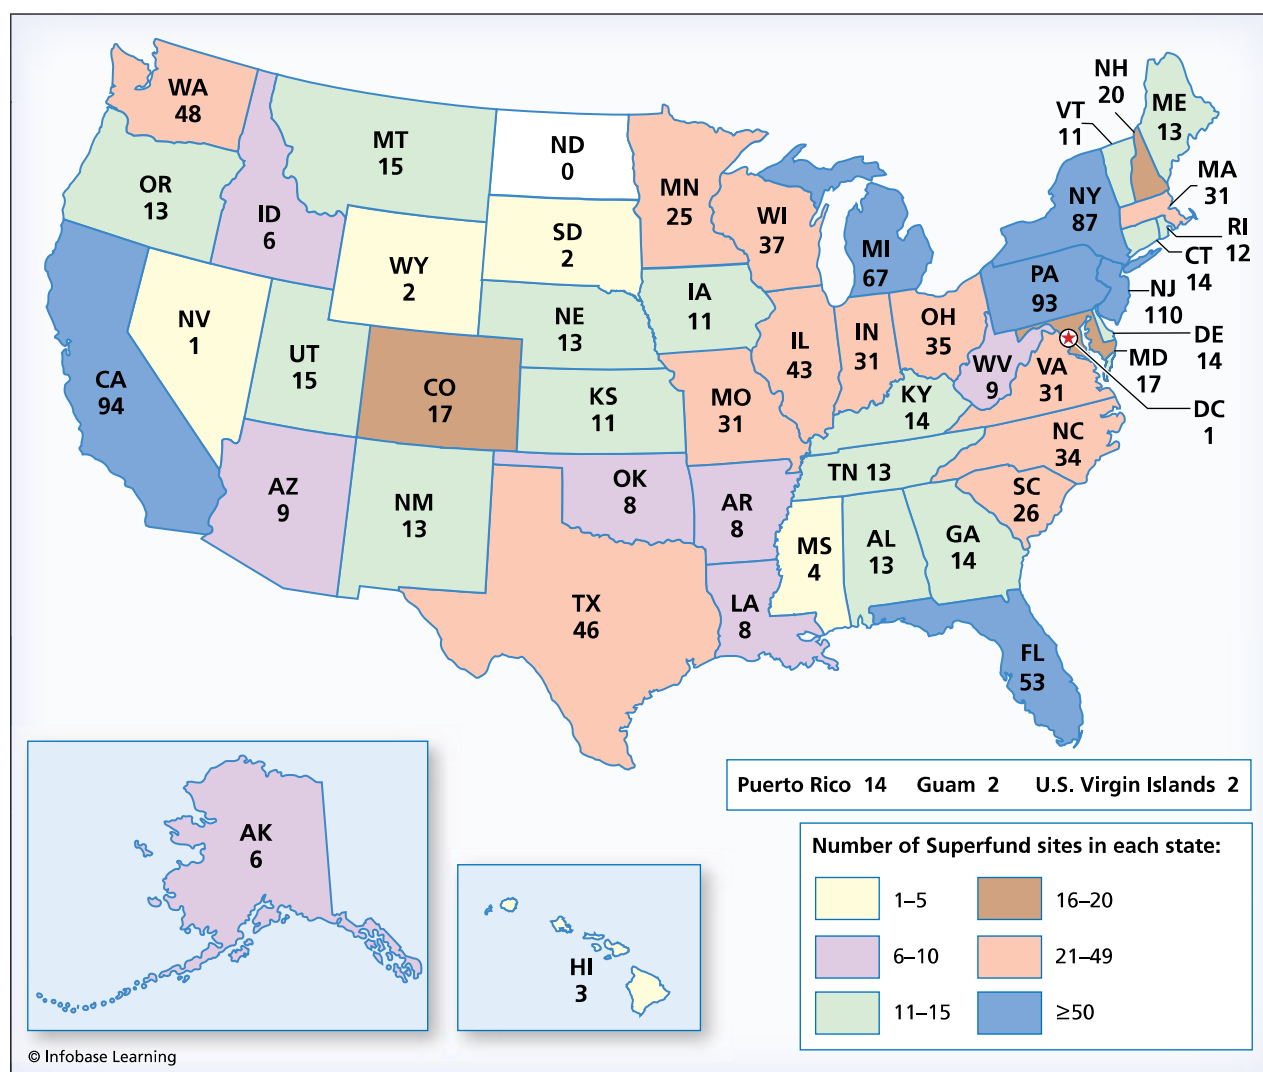 WA
48
MT
15
ND
0
MN
25
OR
13
ID
6
WY
2
SD
2
WI
37
MI
67
NY
87
VT
11
NH
20
ME
13
MA
31
RI
12
CT
14
NJ
110
PA
93
DE
14
MD
17
DC
1
NV
1
UT
15
CO
17
NE
13
IA
11
IL
43
IN
31
OH
35
WV
9
VA
31
CA
94
KS
11
MO
31
KY
14
NC
34
TN 13
SC
26
AZ
9
NM
13
OK
8
AR
8
MS
4
AL
13
GA
14
TX
46
LA
8
FL
53
AK
6
HI
3
Puerto Rico 14 Guam 2 U.S. Virgin Islands 2
Number of Superfund sites in each state:
1–5
16–20
6–10
21–49
11–15
≥50
© Infobase Learning